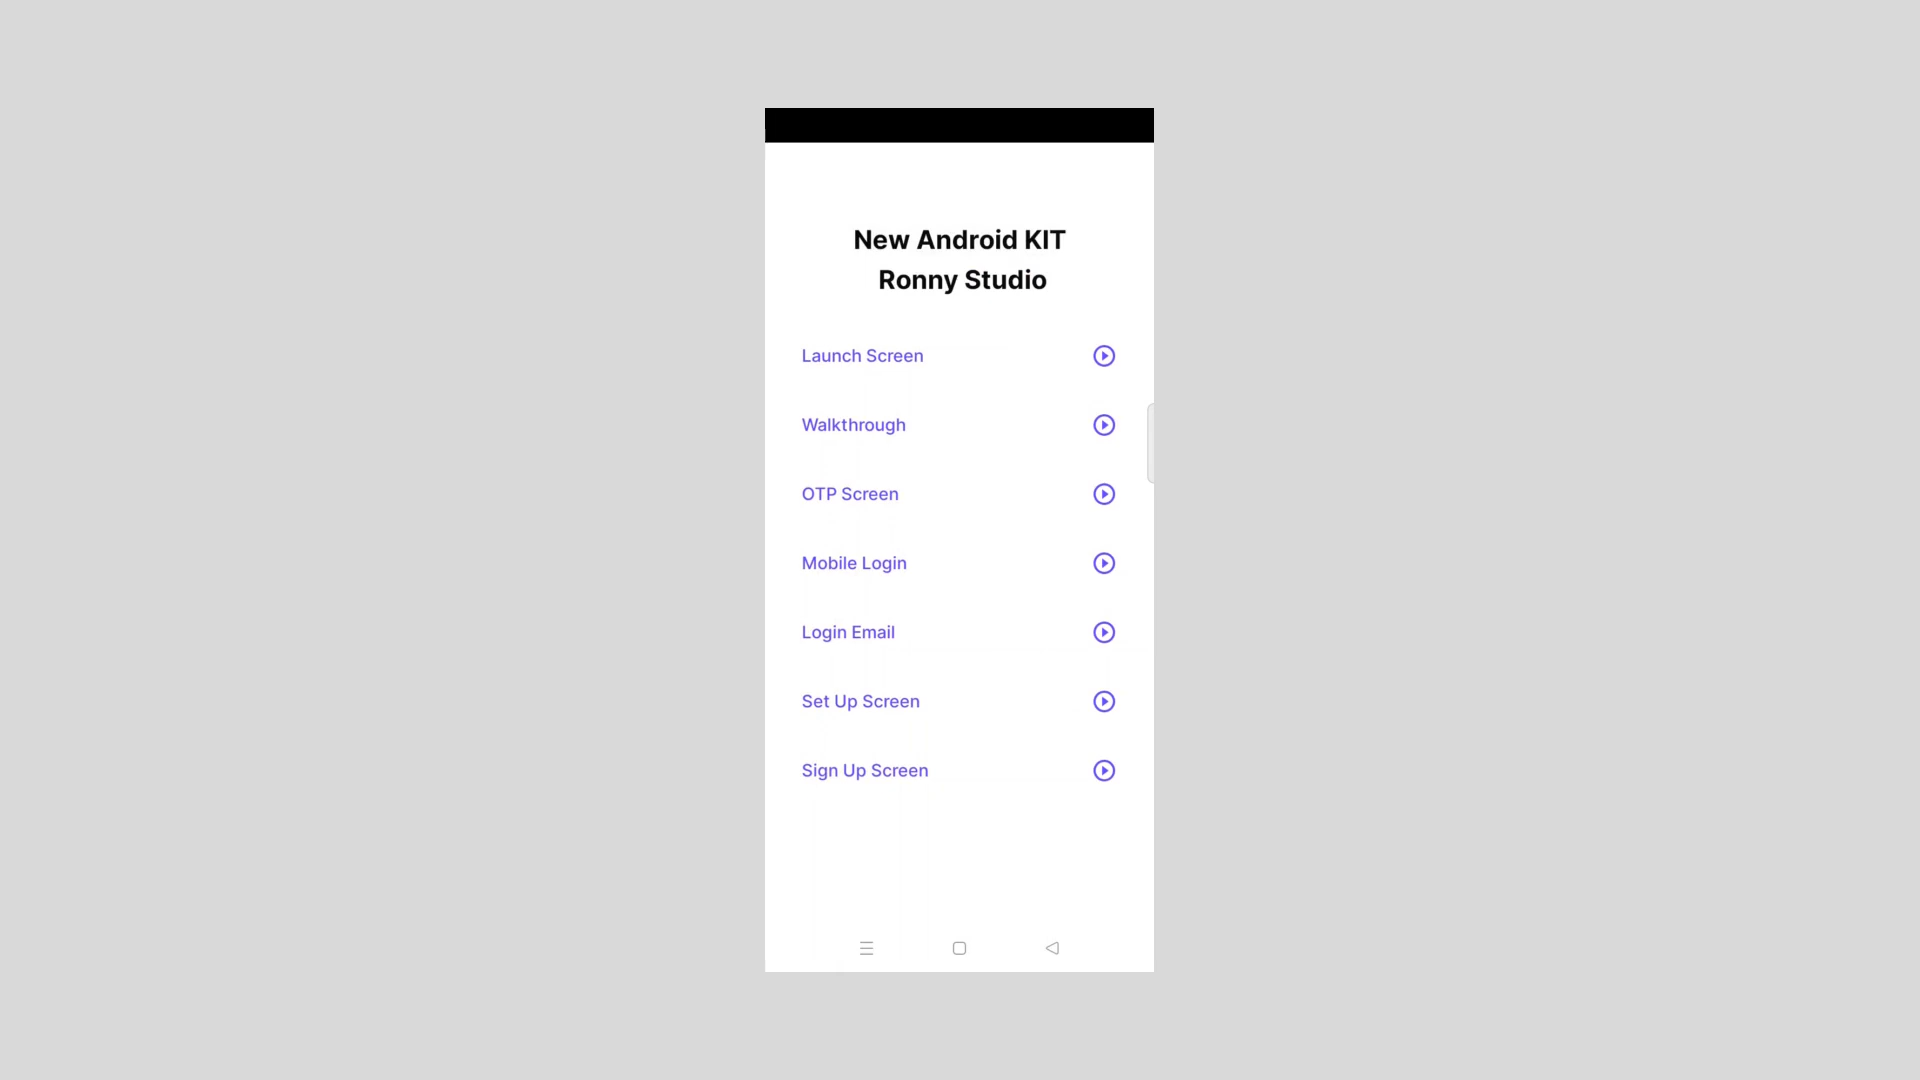 New Android KIT
Ronny Studio
Launch Screen
Walkthrough
OTP Screen
Mobile Login
Login Email
Set Up Screen
Sign Up Screen